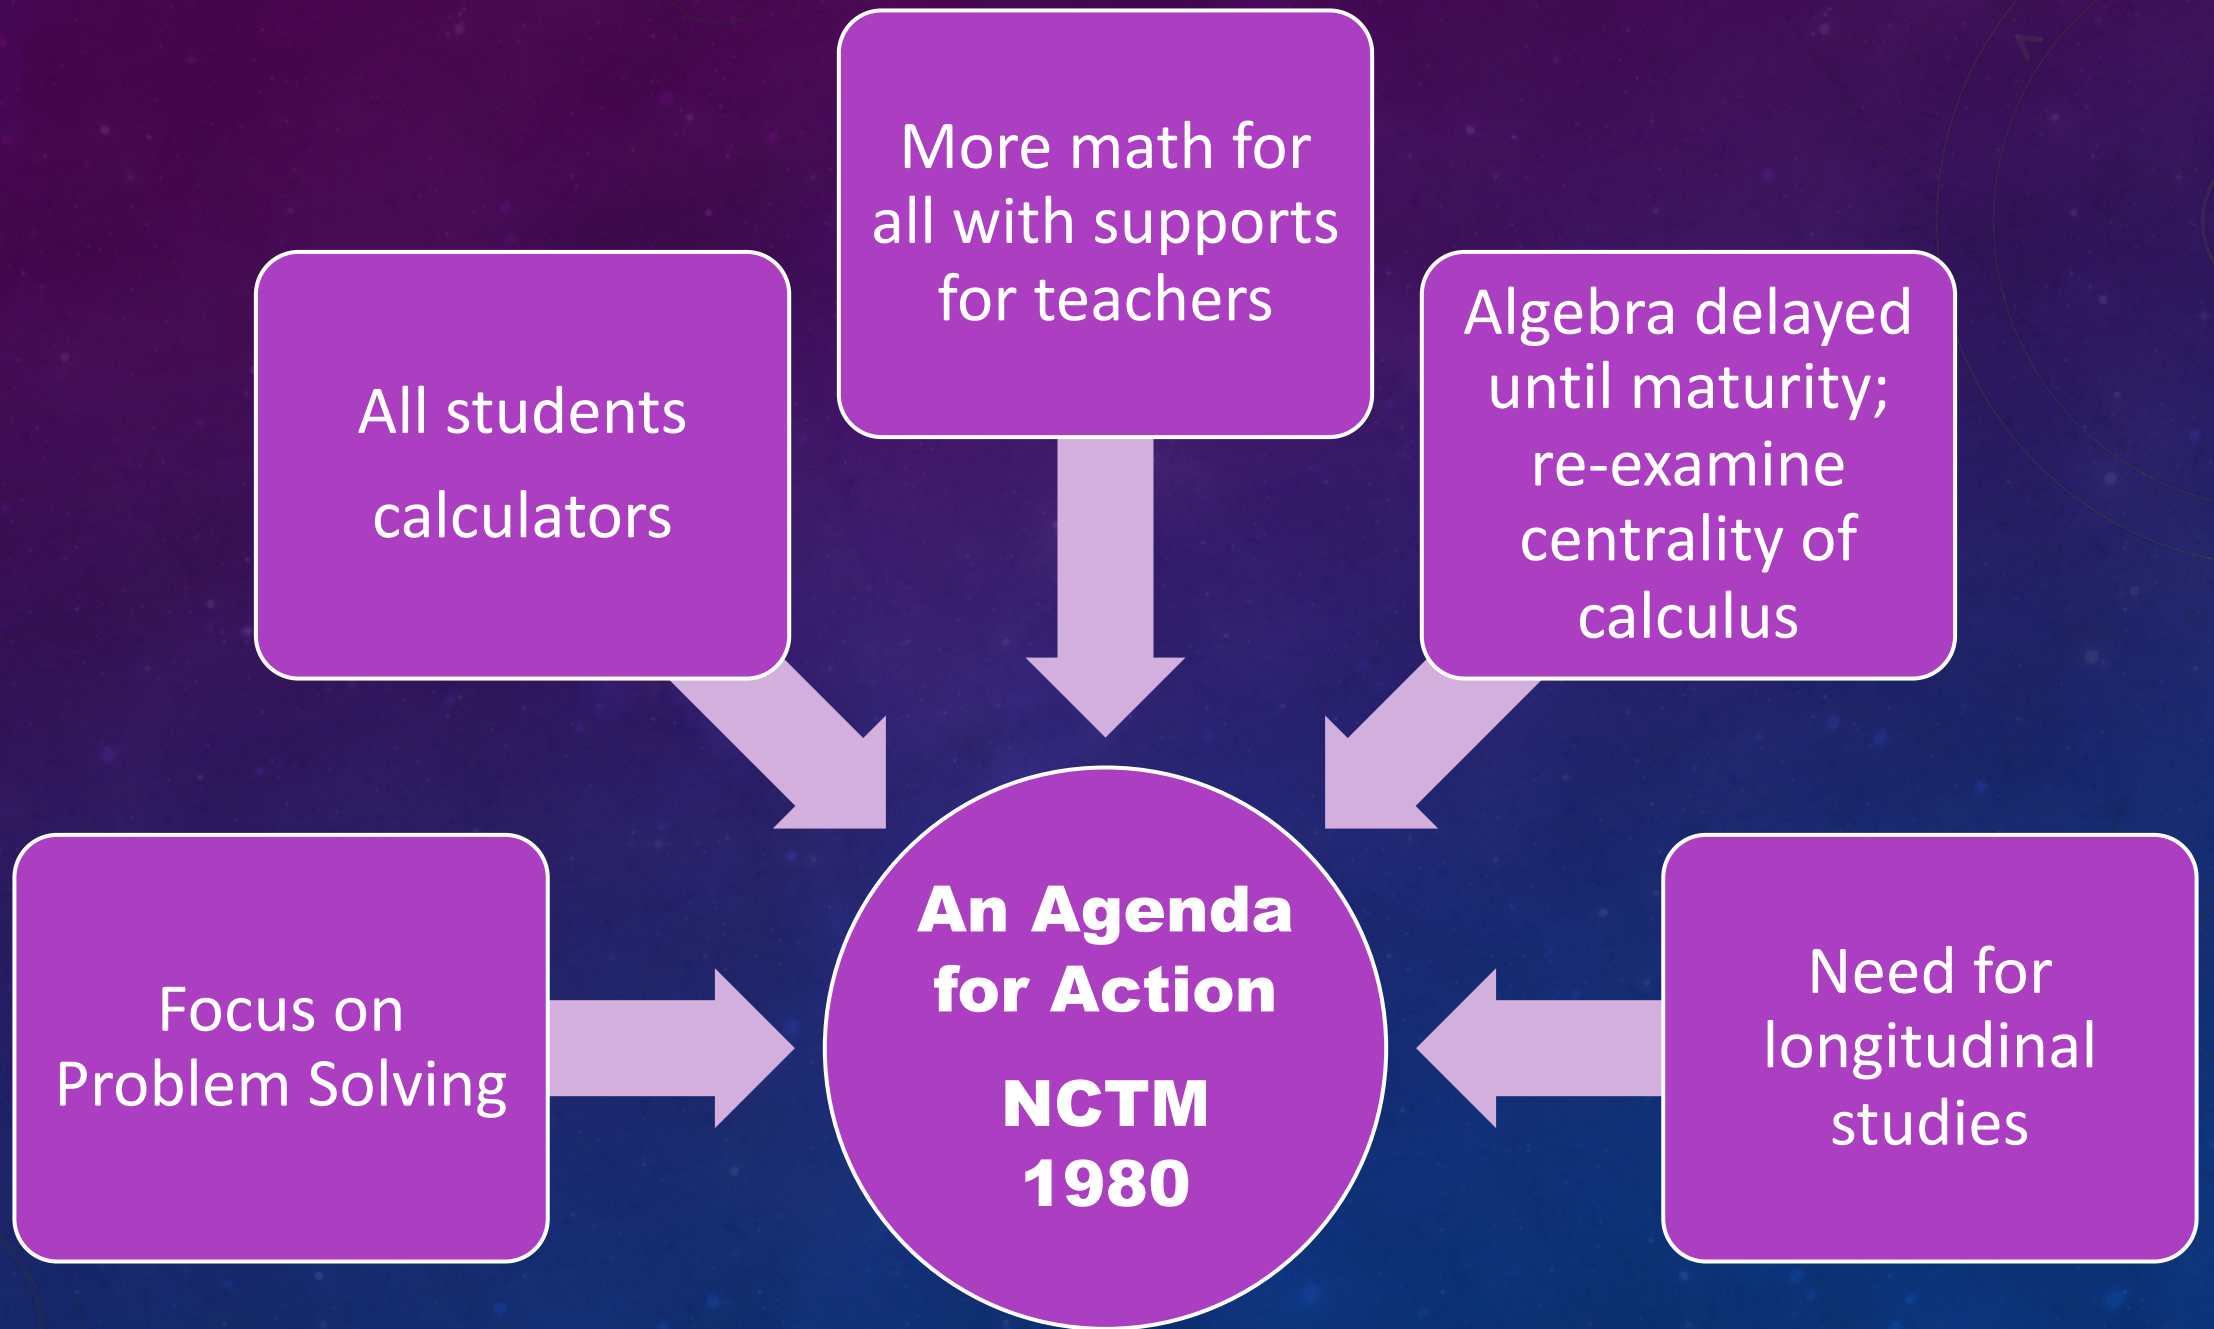 More math for
all with supports
for teachers
All students
calculators
Algebra delayed
until maturity;
re-examine
centrality of
calculus
Focus on
Problem Solving
An Agenda
for Action
NCTM
1980
Need for
longitudinal
studies